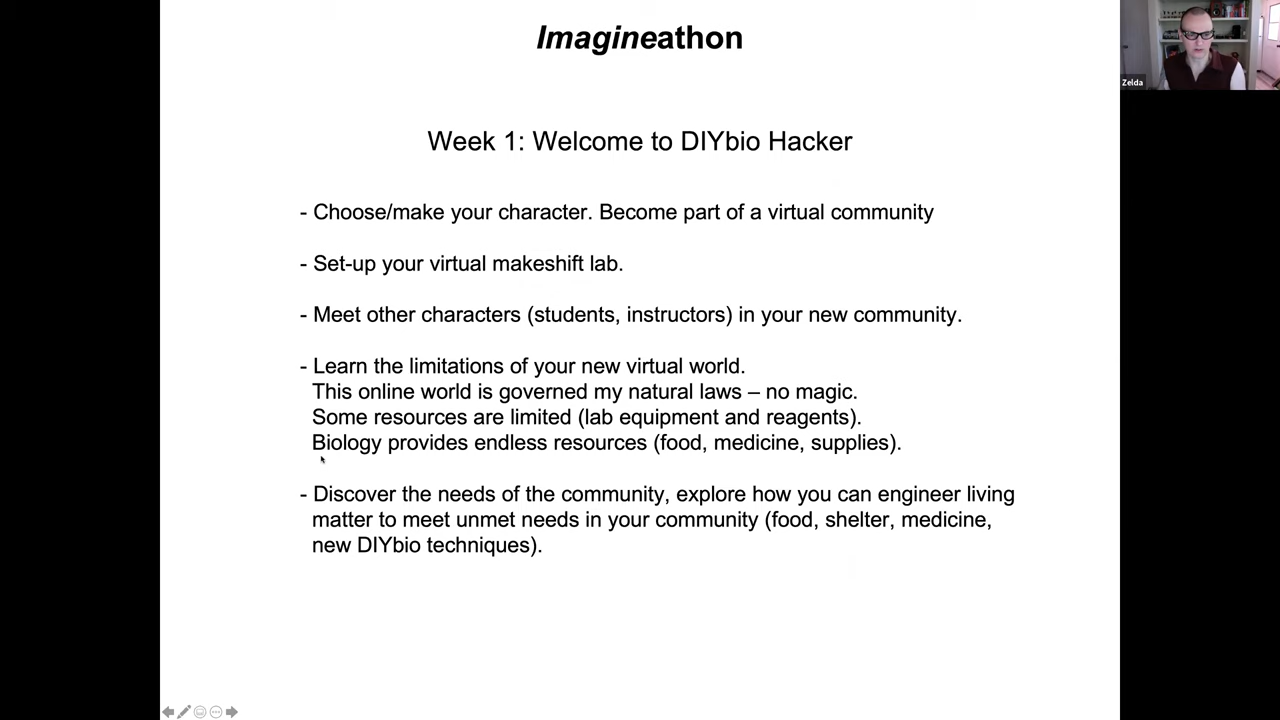 Imagineathon
Zelda
Week 1: Welcome to DIYbio Hacker
- Choose/make your character. Become part of a virtual community
- Set-up your virtual makeshift lab.
- Meet other characters (students, instructors) in your new community.
- Learn the limitations of your new virtual world.
This online world is governed my natural laws – no magic.
Some resources are limited (lab equipment and reagents).
Biology provides endless resources (food, medicine, supplies).
- Discover the needs of the community, explore how you can engineer living
matter to meet unmet needs in your community (food, shelter, medicine,
new DIYbio techniques).